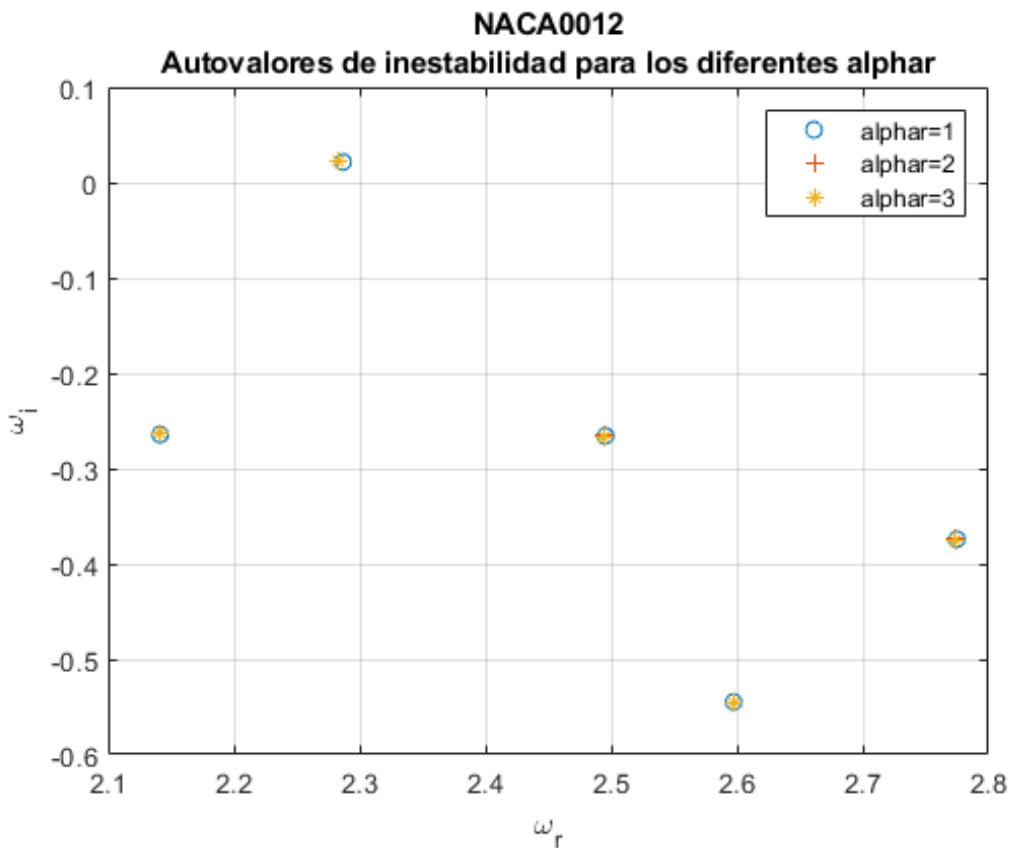 NACA0012
Autovalores de inestabilidad para los diferentes alphar
0.1
0
-0.1
-0.2
-0.3
-0.4
-0.5
-0.6
ω_i
2.1 2.2 2.3 2.4 2.5 2.6 2.7 2.8
ω_r
alphar=1
alphar=2
alphar=3